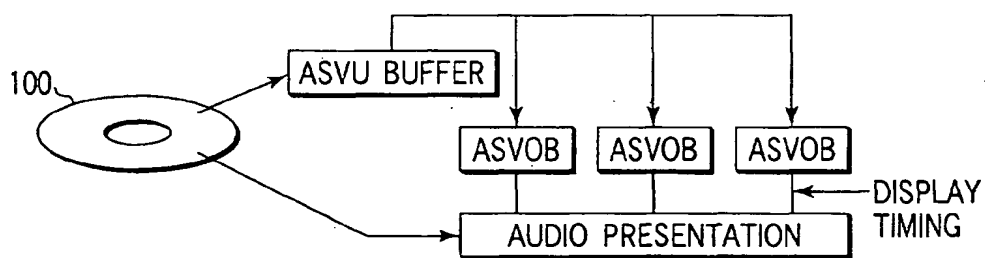 100
ASVU BUFFER
ASVOB ASVOB ASVOB
DISPLAY
TIMING
AUDIO PRESENTATION